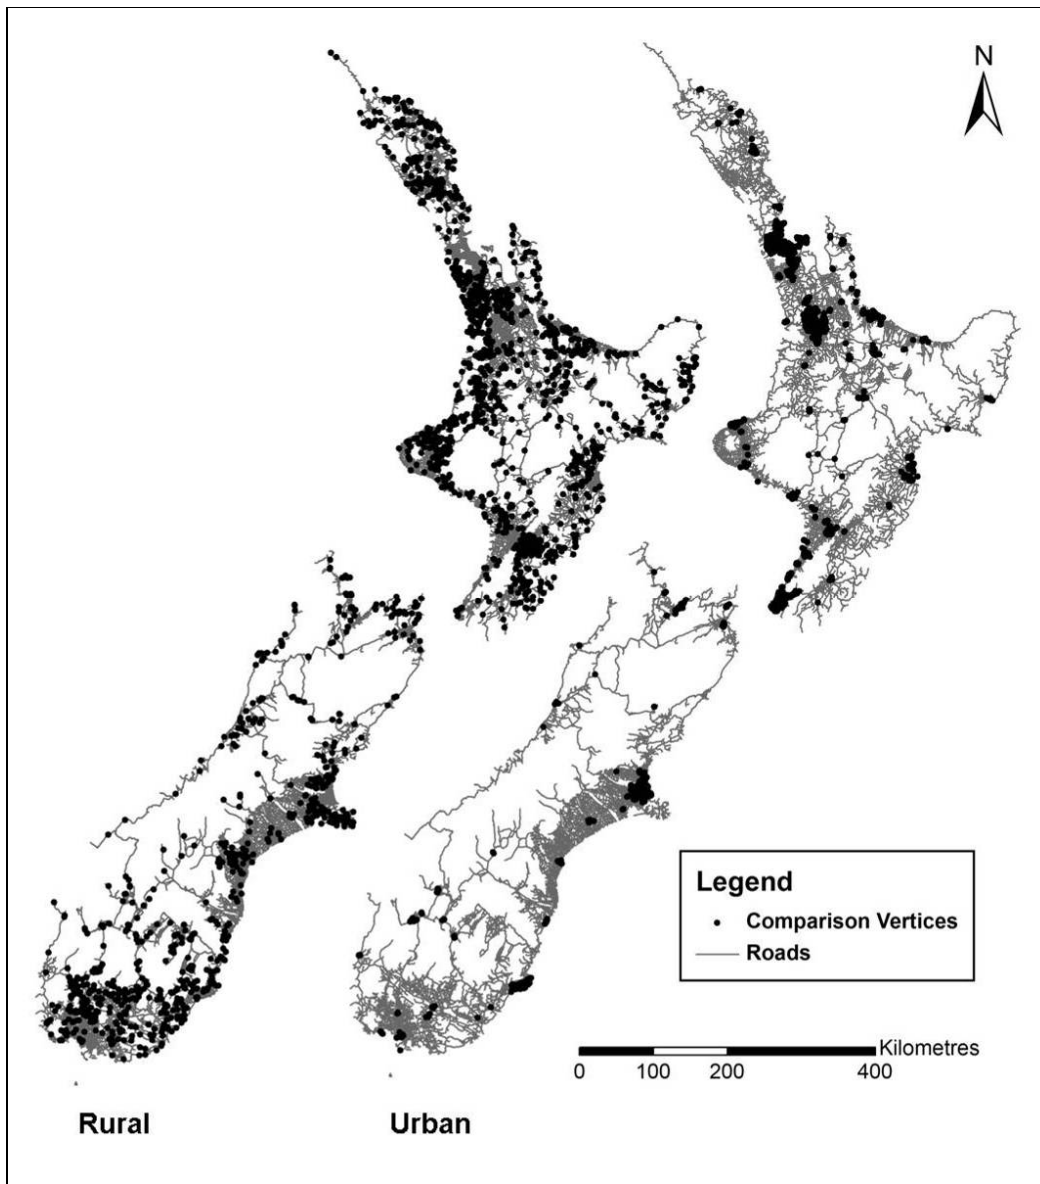 N
Legend
Comparison Vertices
Roads
Kilometres
0 100 200 400
Rural Urban